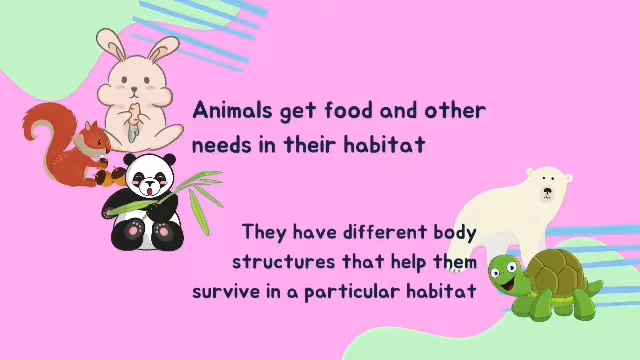 Animals get food and other
needs in their habitat
They have different body
structures that help them
survive in a particular habitat